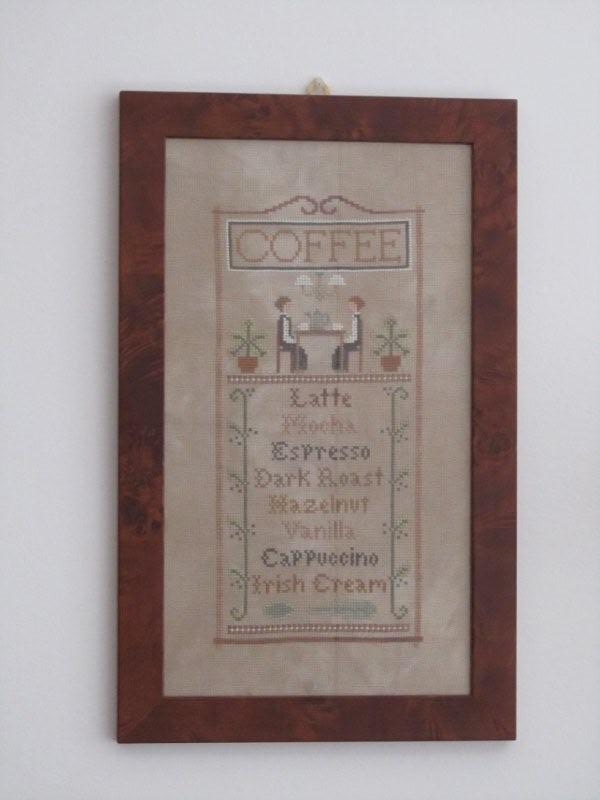 COFFEE
Latte
Mocha
Espresso
Dark Roast
Hazelnut
Vanilla
Cappuccino
Irish Cream